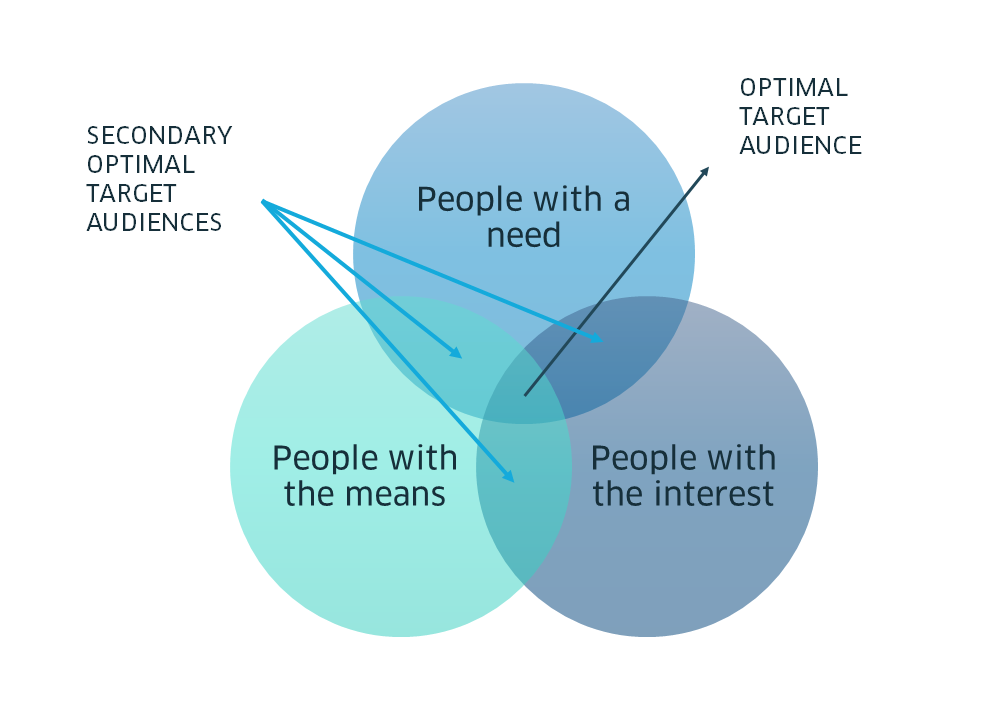 SECONDARY
OPTIMAL
TARGET
AUDIENCES
OPTIMAL
TARGET
AUDIENCE
People with a
need
People with
the means
People with
the interest